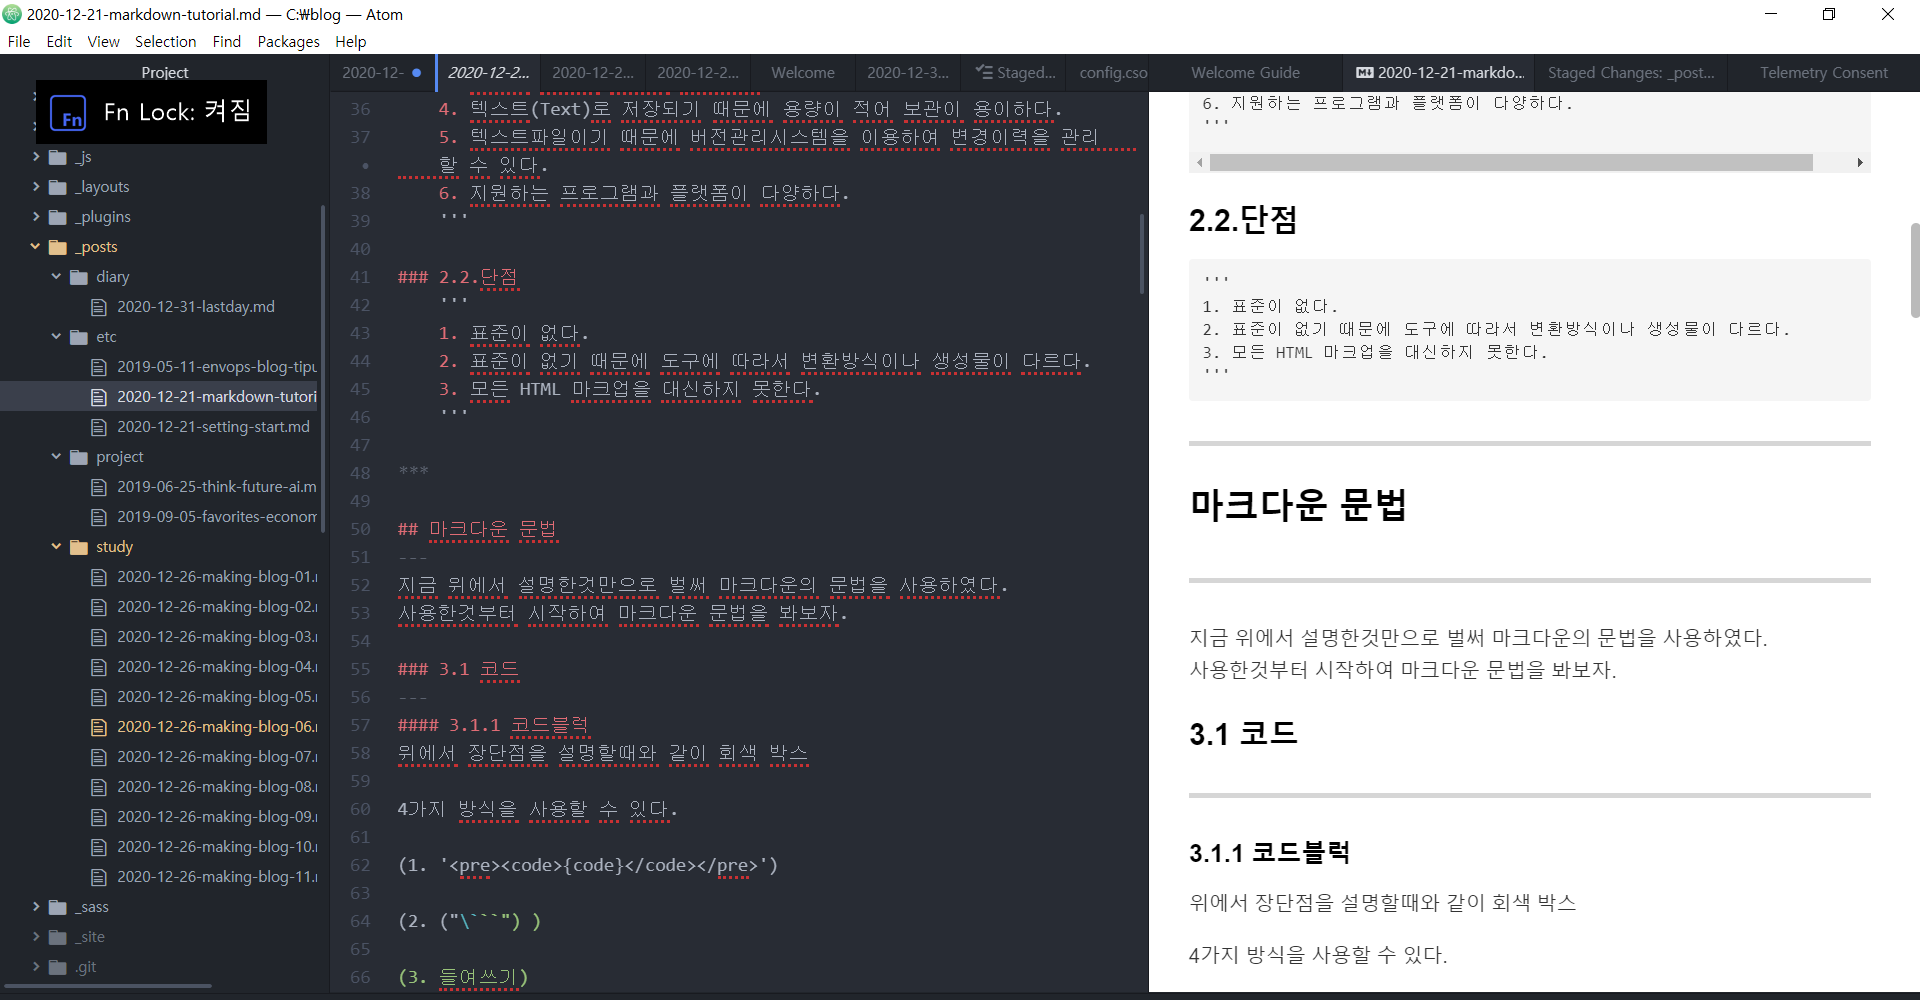 2020-12-21-markdown-tutorial.md — C:₩blog — Atom
File Edit View Selection Find Packages Help
Project
Fn Fn Lock: 켜짐
_js
_layouts
_plugins
_posts
diary
2020-12-31-lastday.md
etc
2019-05-11-envops-blog-tipu
2020-12-21-markdown-tutori
2020-12-21-setting-start.md
project
2019-06-25-think-future-ai.m
2019-09-05-favorites-econom
study
2020-12-26-making-blog-01.
2020-12-26-making-blog-02.
2020-12-26-making-blog-03.
2020-12-26-making-blog-04.
2020-12-26-making-blog-05.
2020-12-26-making-blog-06.
2020-12-26-making-blog-07.
2020-12-26-making-blog-08.
2020-12-26-making-blog-09.
2020-12-26-making-blog-10.
2020-12-26-making-blog-11.
_sass
_site
.git
2020-12- 2020-12-2... 2020-12-2... 2020-12-2... Welcome 2020-12-3... Staged... config.cso
36 4. 텍스트(Text)로 저장되기 때문에 용량이 적어 보관이 용이하다.
37 5. 텍스트파일이기 때문에 버전관리시스템을 이용하여 변경이력을 관리
• 할 수 있다.
38 6. 지원하는 프로그램과 플랫폼이 다양하다.
39 '''
40
41 ### 2.2.단점
42 '''
43 1. 표준이 없다.
44 2. 표준이 없기 때문에 도구에 따라서 변환방식이나 생성물이 다르다.
45 3. 모든 HTML 마크업을 대신하지 못한다.
46 '''
47
48 ***
49
50 ## 마크다운 문법
51 ---
52 지금 위에서 설명한것만으로 벌써 마크다운의 문법을 사용하였다.
53 사용한것부터 시작하여 마크다운 문법을 봐보자.
54
55 ### 3.1 코드
56 ---
57 #### 3.1.1 코드블럭
58 위에서 장단점을 설명할때와 같이 회색 박스
59
60 4가지 방식을 사용할 수 있다.
61
62 (1. '<pre><code>{code}</code></pre>')
63
64 (2. ("\```") )
65
66 (3. 들여쓰기)
Welcome Guide 2020-12-21-markdo... Staged Changes: _post... Telemetry Consent
6. 지원하는 프로그램과 플랫폼이 다양하다.
'''
2.2.단점
'''
1. 표준이 없다.
2. 표준이 없기 때문에 도구에 따라서 변환방식이나 생성물이 다르다.
3. 모든 HTML 마크업을 대신하지 못한다.
'''
마크다운 문법
지금 위에서 설명한것만으로 벌써 마크다운의 문법을 사용하였다.
사용한것부터 시작하여 마크다운 문법을 봐보자.
3.1 코드
3.1.1 코드블럭
위에서 장단점을 설명할때와 같이 회색 박스
4가지 방식을 사용할 수 있다.